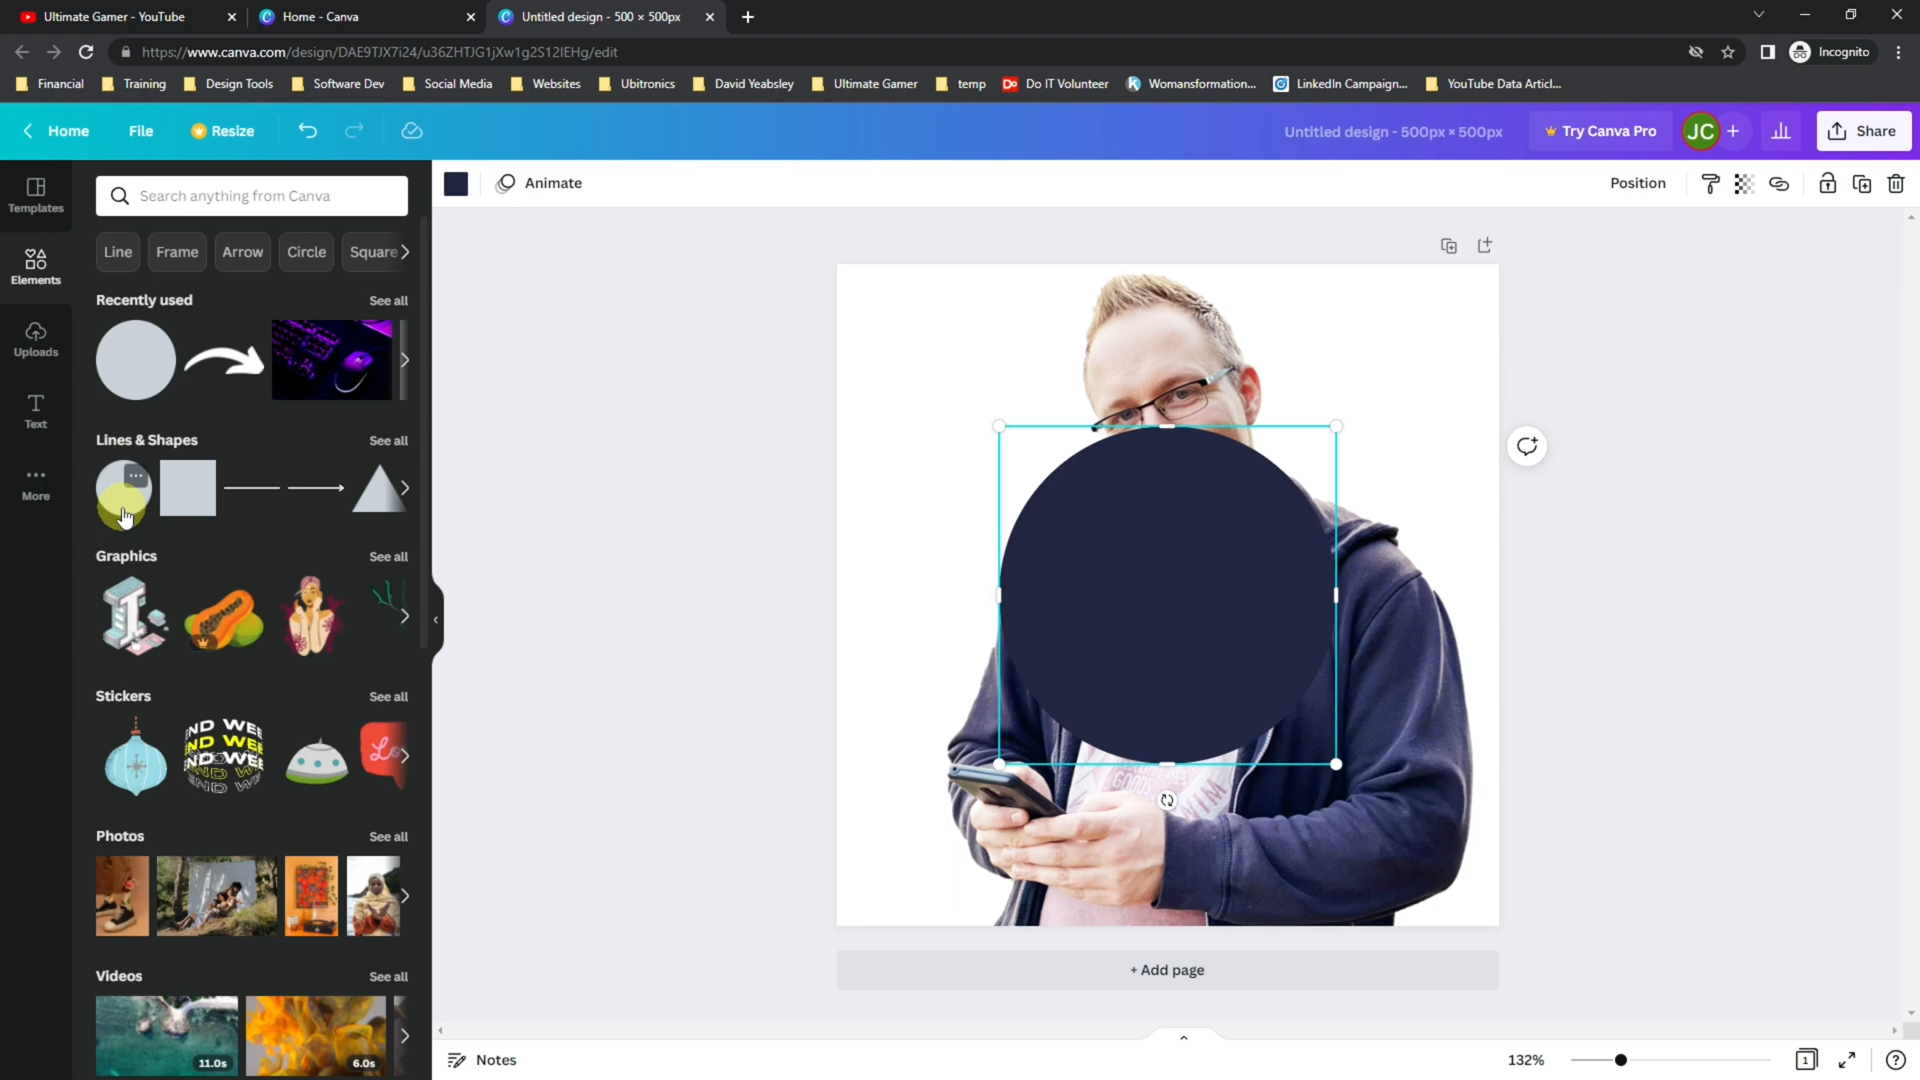 Ultimate Gamer - YouTube
Home - Canva
Untitled design - 500 × 500px
https://www.canva.com/design/DAE9TJX7i24/u36ZHTJG1jXw1g2S12IEHg/edit
Incognito
Financial
Training
Design Tools
Software Dev
Social Media
Websites
Ubitronics
David Yeabsley
Ultimate Gamer
temp
Do IT Volunteer
Womansformation...
LinkedIn Campaign...
YouTube Data Articl...
Home
File
Resize
Untitled design - 500px × 500px
Try Canva Pro
JC
Share
Templates
Elements
Uploads
Text
More
Search anything from Canva
Line
Frame
Arrow
Circle
Square
Recently used
See all
Lines & Shapes
See all
Graphics
See all
Stickers
See all
Photos
See all
Videos
See all
11.0s
6.0s
Animate
Position
+ Add page
Notes
132%
1